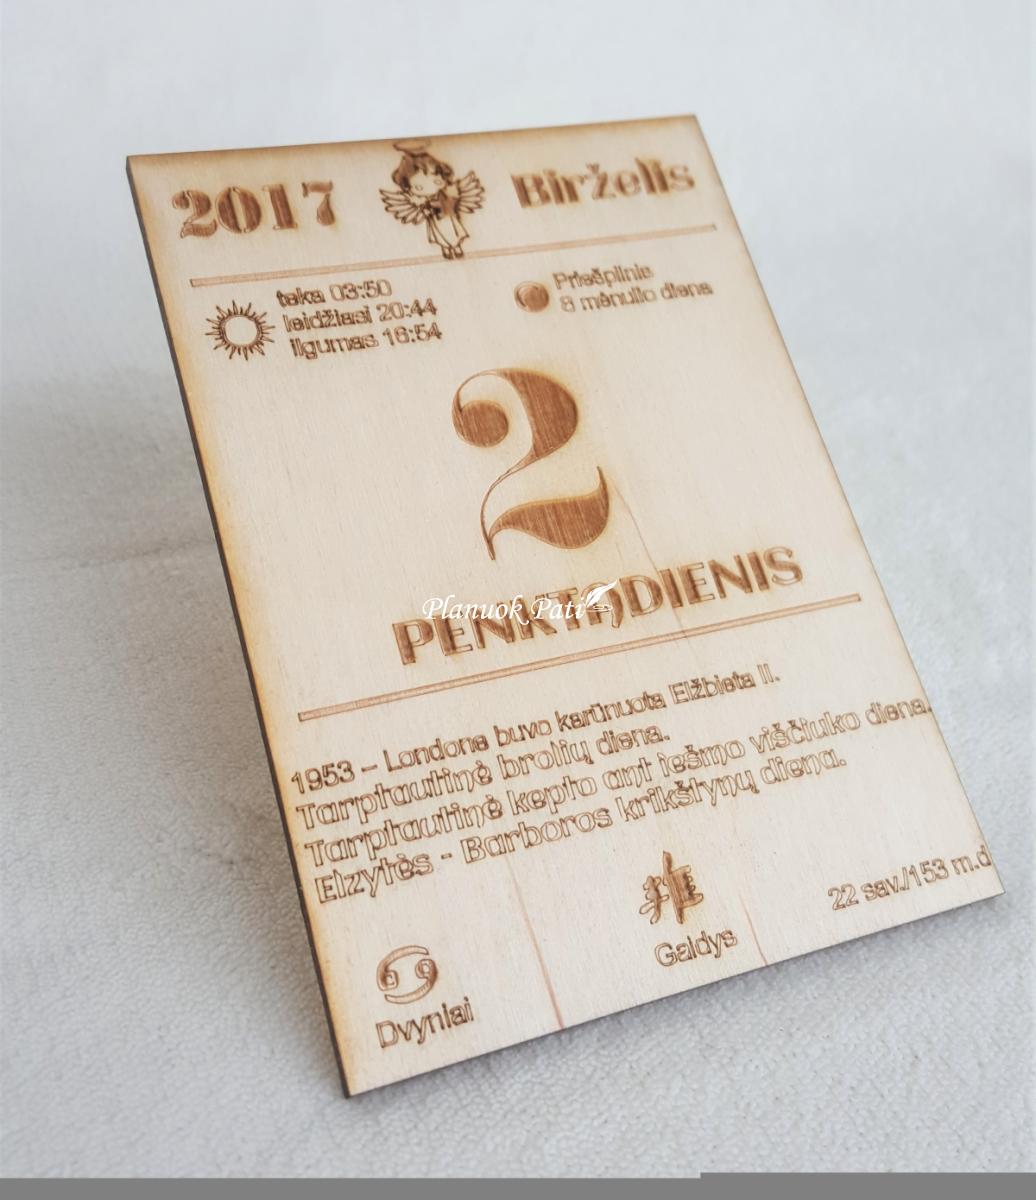 2017 Birželis
teka 03:50
leidžiasi 20:44
ilgumas 16:54
Priešpilnis
8 mėnulio diena
2
PENKTADIENIS
Planuok Pati
1953 – Londone buvo karūnuota Elžbieta II.
Tarptautinė brolių diena.
Tarptautinė kepto ant iešmo viščiuko diena.
Elzytės - Barboros krikštynų diena.
Dvyniai
Gaidys
22 sav./153 m.d